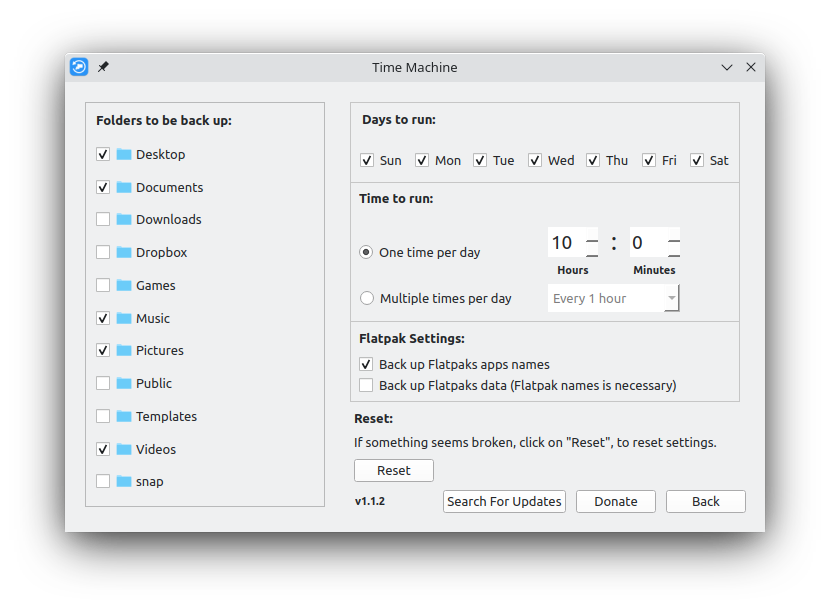 Time Machine
Folders to be back up:
Desktop
Documents
Downloads
Dropbox
Games
Music
Pictures
Public
Templates
Videos
snap
Days to run:
Sun Mon Tue Wed Thu Fri Sat
Time to run:
One time per day
10 : 0
Hours Minutes
Multiple times per day
Every 1 hour
Flatpak Settings:
Back up Flatpaks apps names
Back up Flatpaks data (Flatpak names is necessary)
Reset:
If something seems broken, click on "Reset", to reset settings.
Reset
v1.1.2
Search For Updates Donate Back